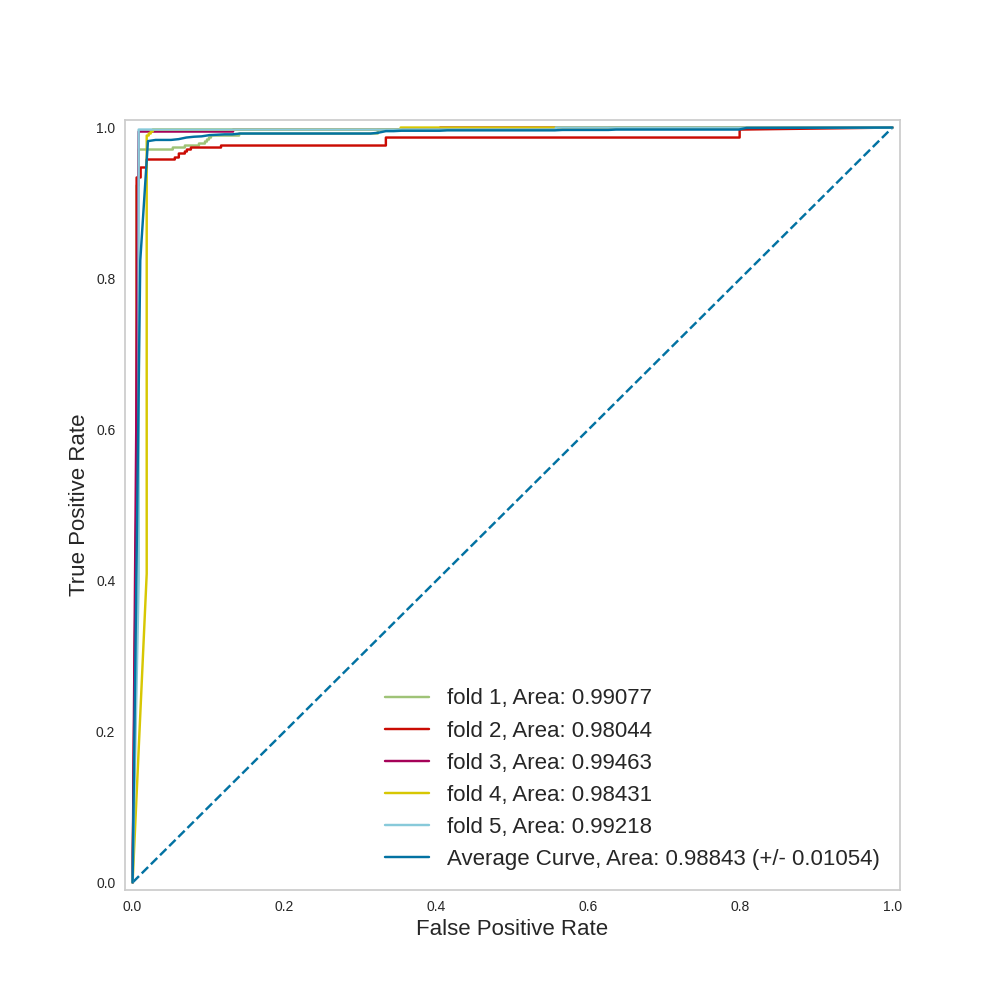 1.0
0.8
0.6
0.4
0.2
0.0
True Positive Rate
fold 1, Area: 0.99077
fold 2, Area: 0.98044
fold 3, Area: 0.99463
fold 4, Area: 0.98431
fold 5, Area: 0.99218
Average Curve, Area: 0.98843 (+/- 0.01054)
0.0 0.2 0.4 0.6 0.8 1.0
False Positive Rate